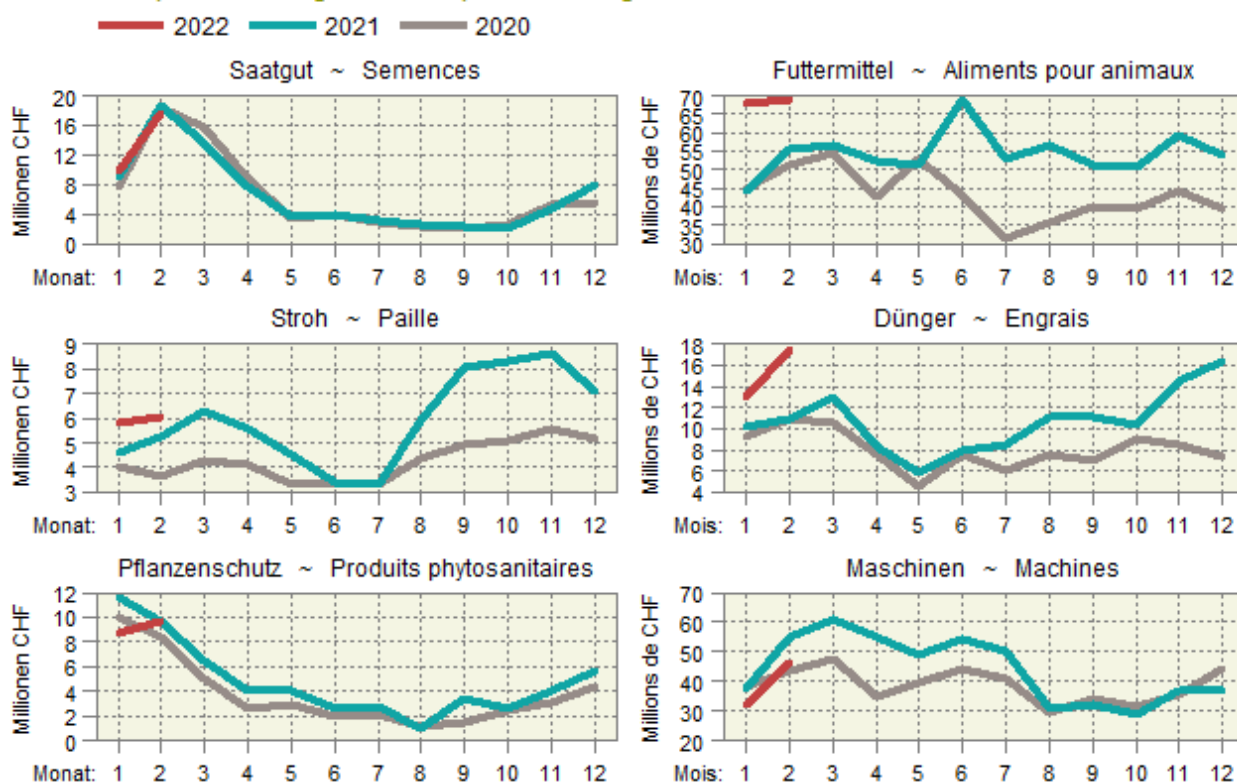 2022 2021 2020
Saatgut ~ Semences
Millionen CHF
20
16
12
8
4
0
Monat: 1 2 3 4 5 6 7 8 9 10 11 12
Futtermittel ~ Aliments pour animaux
Millions de CHF
70
65
60
55
50
45
40
35
30
Mois: 1 2 3 4 5 6 7 8 9 10 11 12
Stroh ~ Paille
Millionen CHF
9
8
7
6
5
4
3
Monat: 1 2 3 4 5 6 7 8 9 10 11 12
Dünger ~ Engrais
Millions de CHF
18
16
14
12
10
8
6
4
Mois: 1 2 3 4 5 6 7 8 9 10 11 12
Pflanzenschutz ~ Produits phytosanitaires
Millionen CHF
12
10
8
6
4
2
0
Monat: 1 2 3 4 5 6 7 8 9 10 11 12
Maschinen ~ Machines
Millions de CHF
70
60
50
40
30
20
Mois: 1 2 3 4 5 6 7 8 9 10 11 12